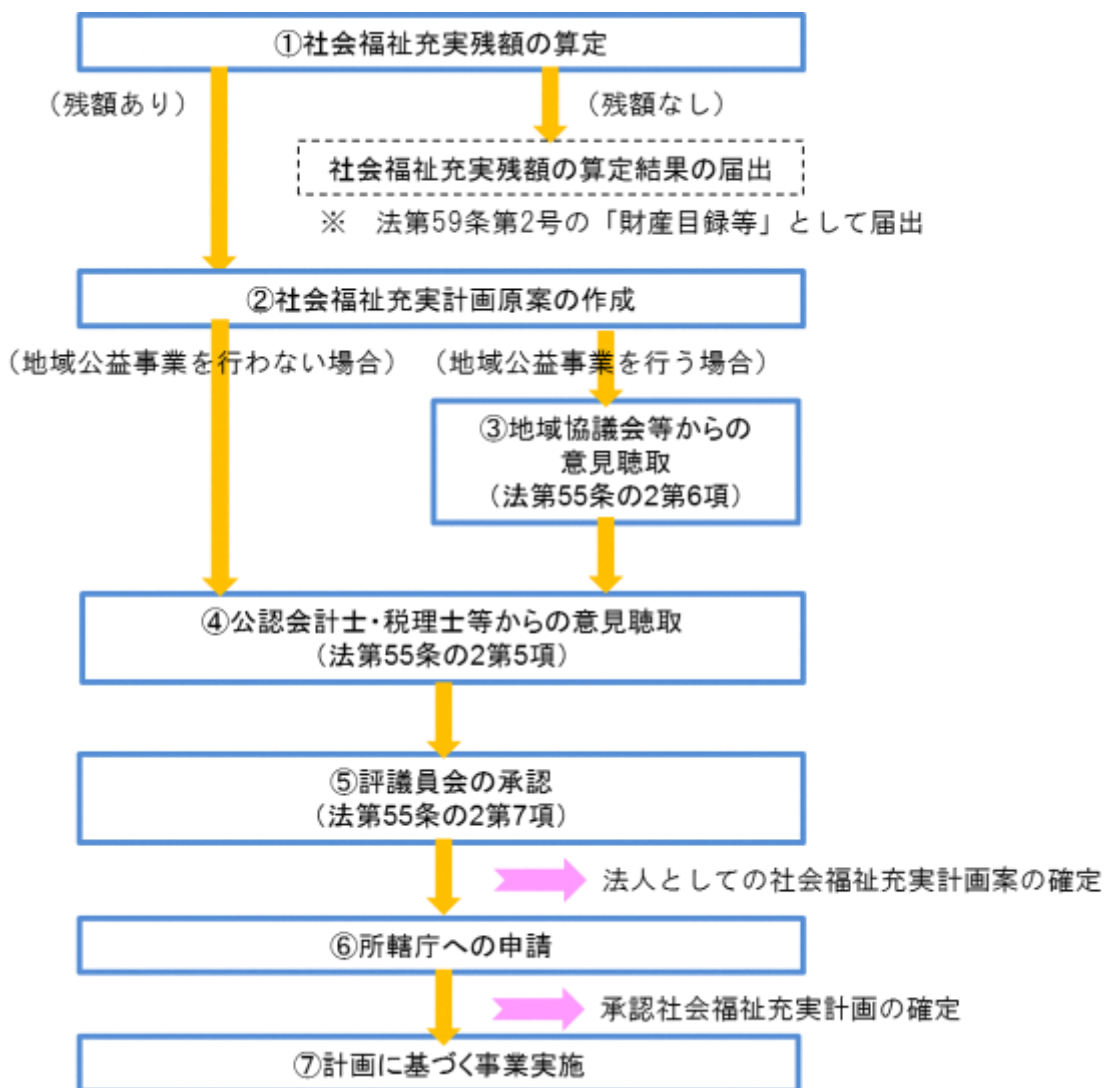 ①社会福祉充実残額の算定
（残額あり）
（残額なし）
社会福祉充実残額の算定結果の届出
※　法第59条第2号の「財産目録等」として届出
②社会福祉充実計画原案の作成
（地域公益事業を行わない場合）
（地域公益事業を行う場合）
③地域協議会等からの
意見聴取
（法第55条の2第6項）
④公認会計士・税理士等からの意見聴取
（法第55条の2第5項）
⑤評議員会の承認
（法第55条の2第7項）
法人としての社会福祉充実計画案の確定
⑥所轄庁への申請
承認社会福祉充実計画の確定
⑦計画に基づく事業実施